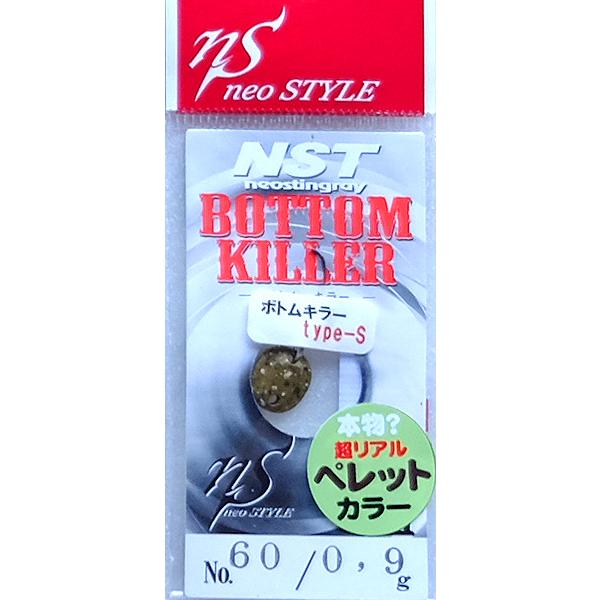 ns
neo STYLE
NST
neostingray
BOTTOM
KILLER
ボトムキラー
type-S
本物?
超リアル
ペレット
カラー
ns
neo STYLE
No. 60/0,9g